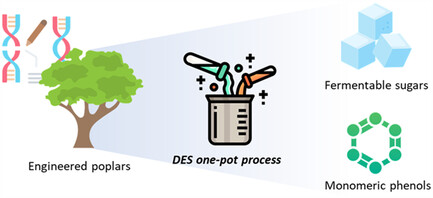 Fermentable sugars
Engineered poplars
DES one-pot process
Monomeric phenols